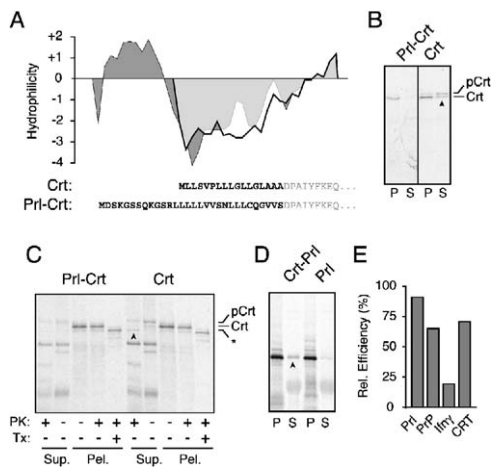 A
+2
+1
0
-1
-2
-3
-4
Hydrophilicity
Crt: MLLSVPLLLGLLGLAAADPAIYFKEQ...
Prl-Crt: MDSKGSSQKGSRLLLLLVVSNLLLCQGVVSDPAIYFKEQ...
B
Prl-Crt Crt
pCrt
Crt
P S P S
C
Prl-Crt Crt
pCrt
Crt
*
PK: + - - + + + - - + +
Tx: + +
Sup. Pel. Sup. Pel.
D
Crt-Prl Prl
P S P S
E
Rel. Efficiency (%)
100
75
50
25
0
Prl PrP Ifnγ CRT